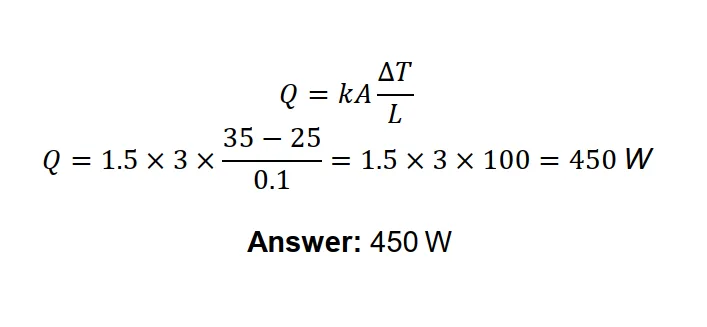 Q = kA ΔT/L
Q = 1.5 × 3 × (35 − 25)/0.1 = 1.5 × 3 × 100 = 450 W
Answer: 450 W